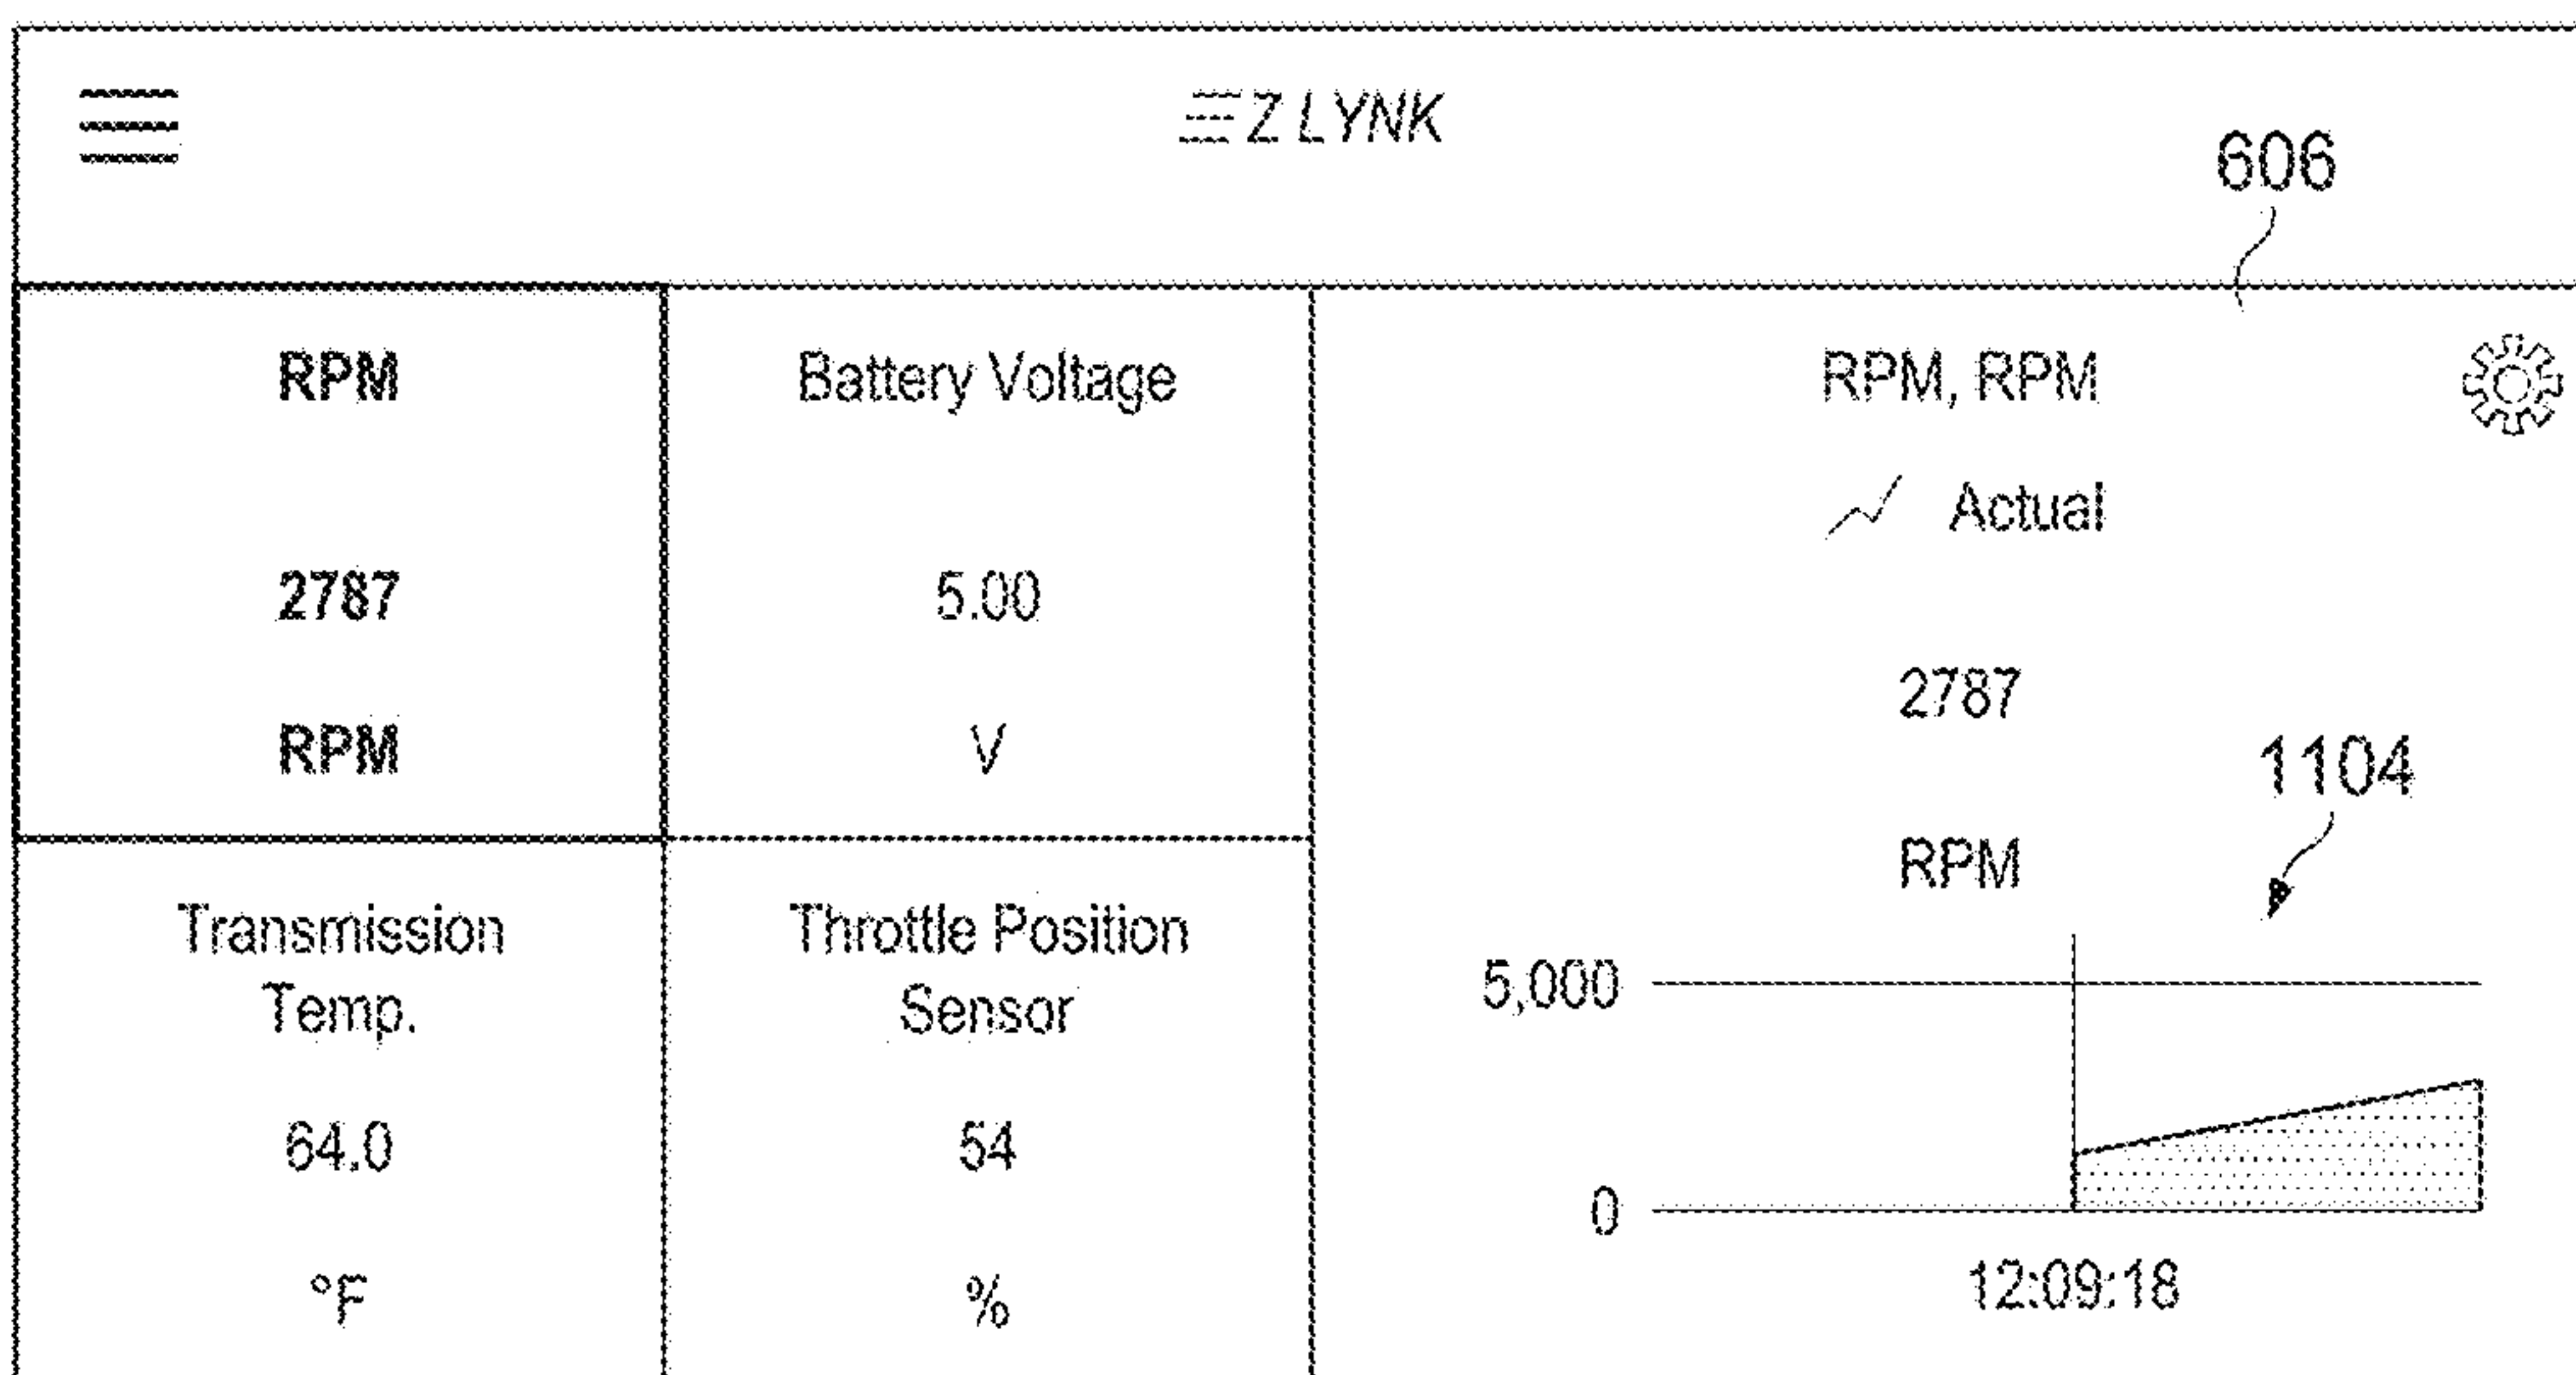 EZ LYNK
606
RPM
2787
RPM
Battery Voltage
5.00
V
Transmission
Temp.
64.0
°F
Throttle Position
Sensor
54
%
RPM, RPM
Actual
2787
RPM
1104
5,000
0
12:09:18